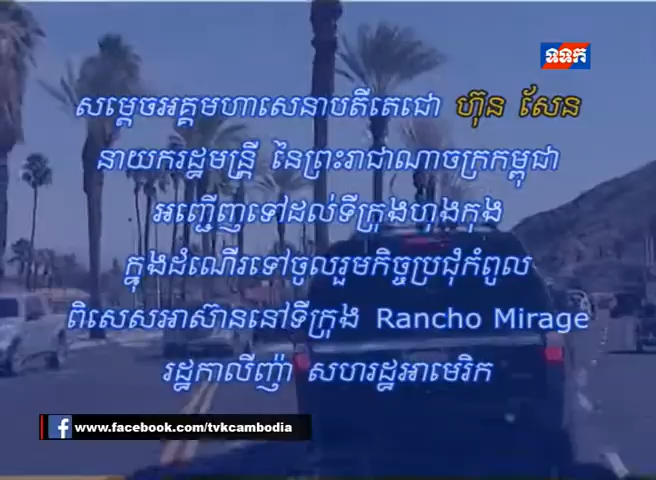 ទទក
សម្តេចអគ្គមហាសេនាបតីតេជោ ហ៊ុន សែន
នាយករដ្ឋមន្ត្រី នៃព្រះរាជាណាចក្រកម្ពុជា
អញ្ជើញទៅដល់ទីក្រុងហុងកុង
ក្នុងដំណើរទៅចូលរួមកិច្ចប្រជុំកំពូល
ពិសេសអាស៊ាននៅទីក្រុង Rancho Mirage
រដ្ឋកាលីញ៉ា សហរដ្ឋអាមេរិក
f www.facebook.com/tvkcambodia